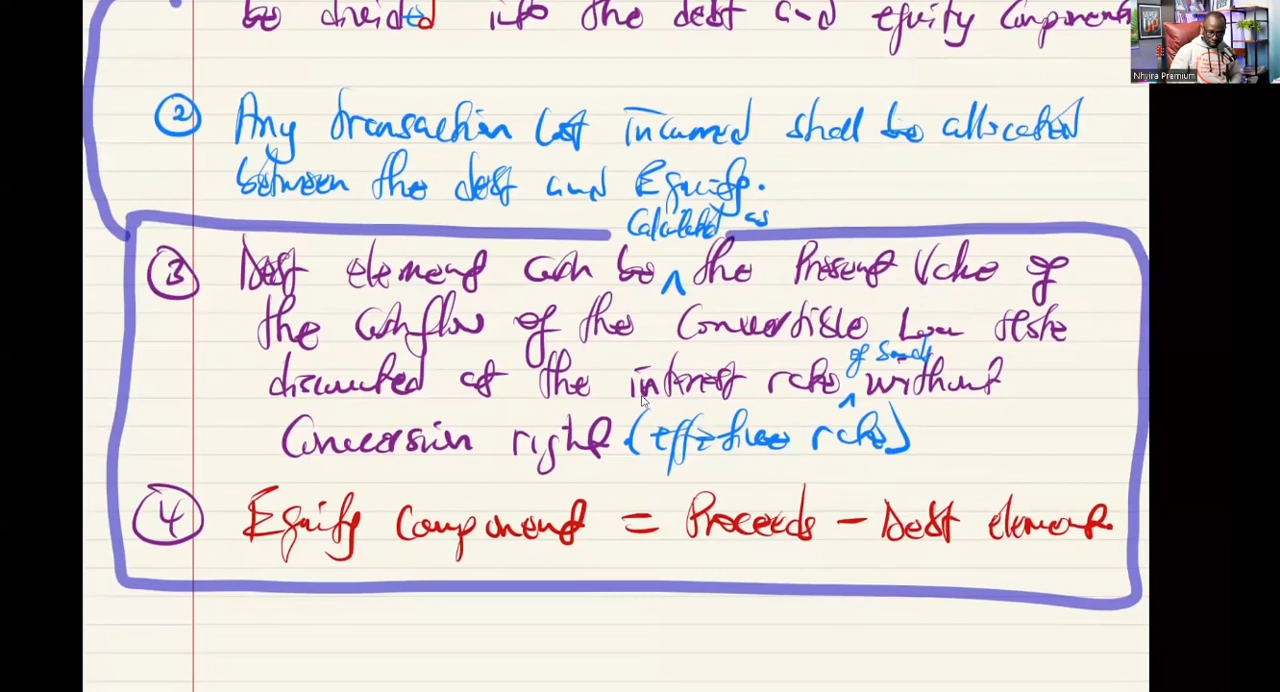 be divided into the debt and equity Component
Nhyira Premium
② Any transaction Cost incurred shall be allocated
between the debt and Equity.
Calculated as
③ Debt element can be ^ the Present Value of
the Cashflow of the Convertible Loan
of such
discounted at the interest rate ^ without
Conversion right (effective rate)
④ Equity Component = Proceeds - Debt element